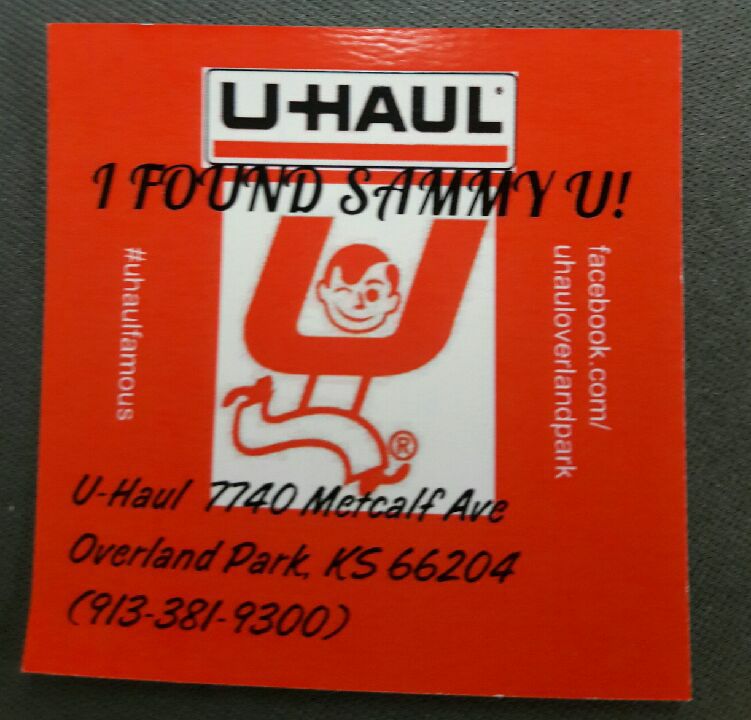 U-HAUL®
I FOUND SAMMY U!
#uhaulfamous
facebook.com/
uhauloverlandpark
®
U-Haul 7740 Metcalf Ave
Overland Park, KS 66204
(913-381-9300)